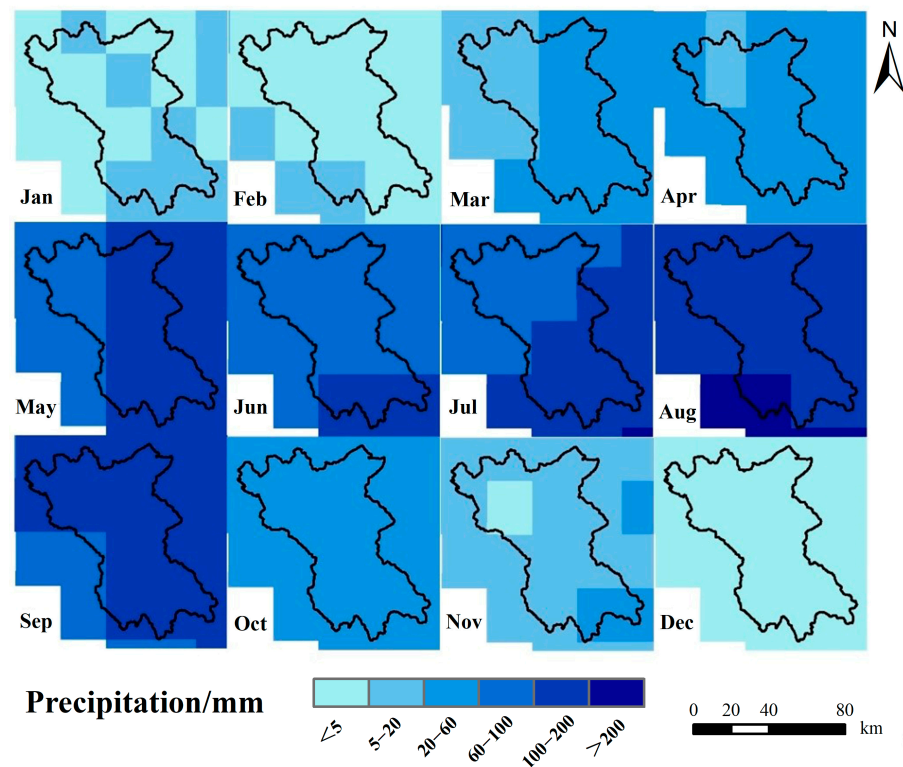 N
Jan
Feb
Mar
Apr
May
Jun
Jul
Aug
Sep
Oct
Nov
Dec
Precipitation/mm
<5
5-20
20-60
60-100
100-200
>200
0 20 40 80
km